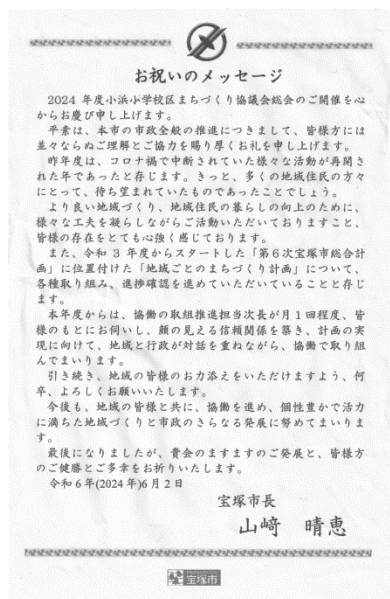 お祝いのメッセージ
2024 年度小浜小学校区まちづくり協議会総会のご開催を心
からお慶び申し上げます。
平素は、本市の市政全般の推進につきまして、皆様方には
並々ならぬご理解とご協力を賜り厚くお礼を申し上げます。
昨年度は、コロナ禍で中断されていた様々な活動が再開さ
れた年であったと存じます。きっと、多くの地域住民の方々
にとって、待ち望まれていたものであったことでしょう。
より良い地域づくり、地域住民の暮らしの向上のために、
様々な工夫を凝らしながらご活動いただいておりますこと、
皆様の存在をとても心強く感じております。
また、令和 3 年度からスタートした「第6次宝塚市総合計
画」に位置付けた「地域ごとのまちづくり計画」について、
各種取り組み、進捗確認を進めていただいていることと存じ
ます。
本年度からは、協働の取組推進担当次長が月1回程度、皆
様のもとにお伺いし、顔の見える信頼関係を築き、計画の実
現に向けて、地域と行政が対話を重ねながら、協働で取り組
んでまいります。
引き続き、地域の皆様のお力添えをいただけますよう、何
卒、よろしくお願いいたします。
今後も、地域の皆様と共に、協働を進め、個性豊かで活力
に満ちた地域づくりと市政のさらなる発展に努めてまいりま
す。
最後になりましたが、貴会のますますのご発展と、皆様方
のご健勝とご多幸をお祈りいたします。
令和6年(2024年)6月2日
宝塚市長
山﨑 晴恵
宝塚市